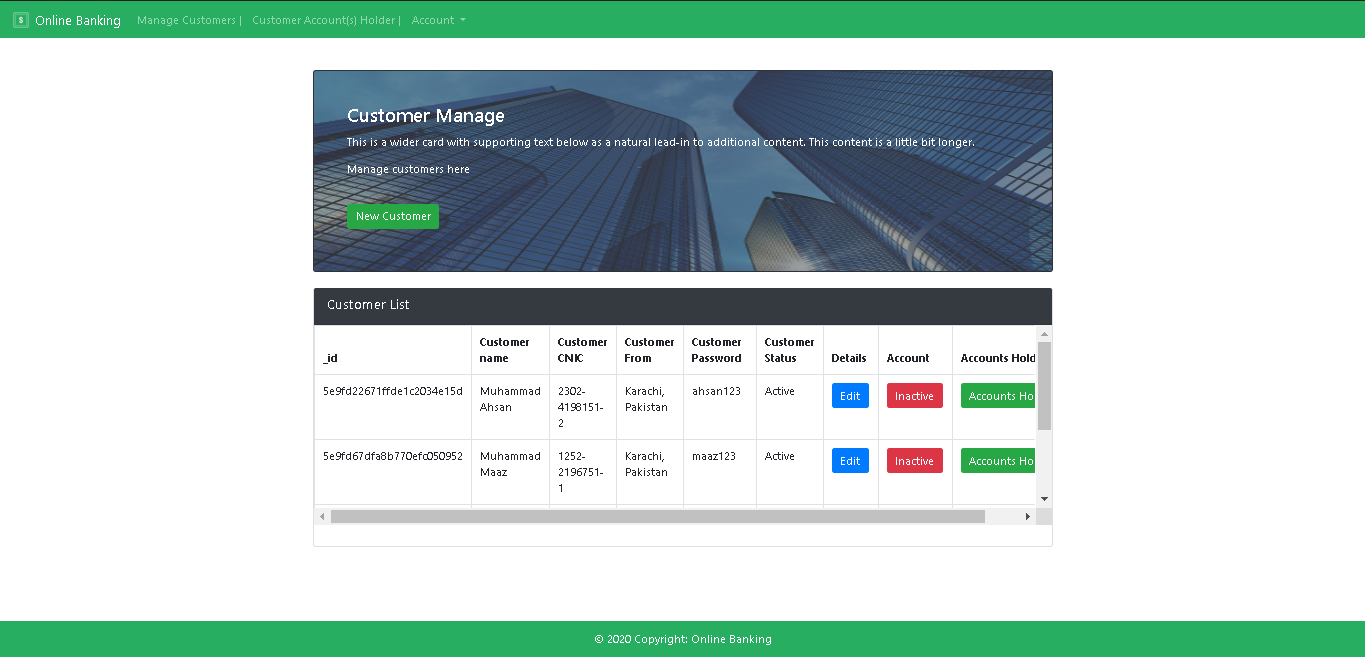 $ Online Banking Manage Customers | Customer Account(s) Holder | Account
Customer Manage
This is a wider card with supporting text below as a natural lead-in to additional content. This content is a little bit longer.
Manage customers here
New Customer
Customer List
_id Customer name Customer CNIC Customer From Customer Password Customer Status Details Account Accounts Hold
5e9fd22671ffde1c2034e15d Muhammad Ahsan 2302-4198151-2 Karachi, Pakistan ahsan123 Active Edit Inactive Accounts Ho
5e9fd67dfa8b770efc050952 Muhammad Maaz 1252-2196751-1 Karachi, Pakistan maaz123 Active Edit Inactive Accounts Ho
© 2020 Copyright: Online Banking